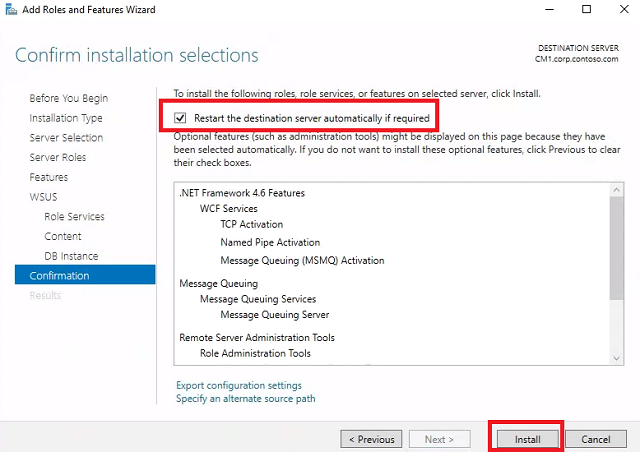 Add Roles and Features Wizard
Confirm installation selections
DESTINATION SERVER
CM1.corp.contoso.com
Before You Begin
Installation Type
Server Selection
Server Roles
Features
WSUS
Role Services
Content
DB Instance
Confirmation
Results
To install the following roles, role services, or features on selected server, click Install.
Restart the destination server automatically if required
Optional features (such as administration tools) might be displayed on this page because they have
been selected automatically. If you do not want to install these optional features, click Previous to clear
their check boxes.
.NET Framework 4.6 Features
WCF Services
TCP Activation
Named Pipe Activation
Message Queuing (MSMQ) Activation
Message Queuing
Message Queuing Services
Message Queuing Server
Remote Server Administration Tools
Role Administration Tools
Export configuration settings
Specify an alternate source path
< Previous
Next >
Install
Cancel